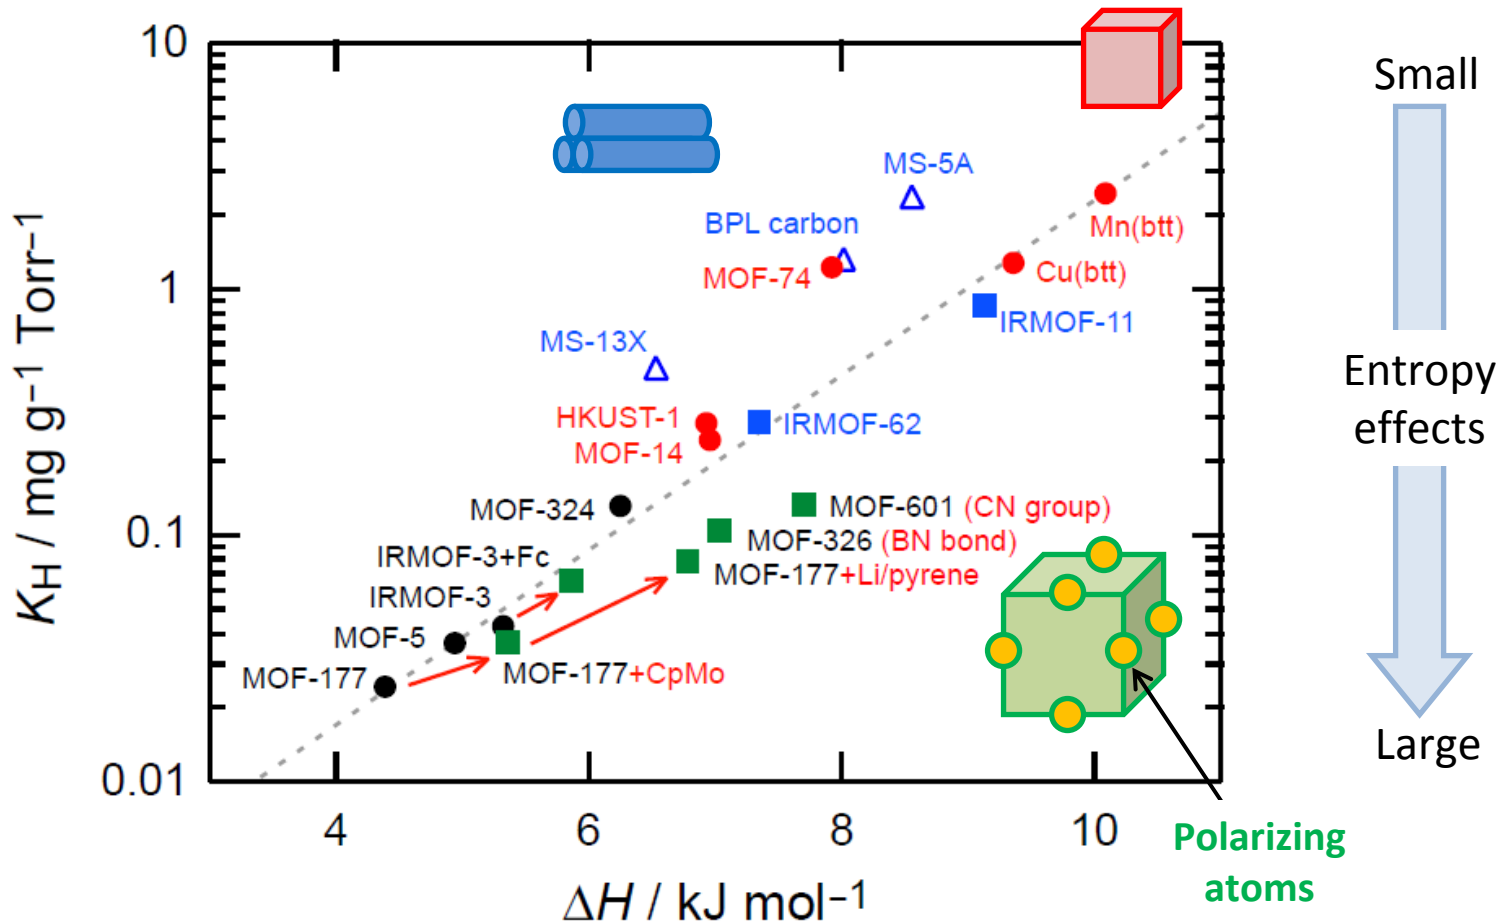 10
1
0.1
0.01
K_H / mg g⁻¹ Torr⁻¹
MS-5A
BPL carbon
Mn(btt)
MOF-74
Cu(btt)
IRMOF-11
MS-13X
HKUST-1
IRMOF-62
MOF-14
MOF-324
MOF-601 (CN group)
MOF-326 (BN bond)
IRMOF-3+Fc
MOF-177+Li/pyrene
IRMOF-3
MOF-5
MOF-177
MOF-177+CpMo
4 6 8 10
ΔH / kJ mol⁻¹
Polarizing
atoms
Small
Entropy
effects
Large